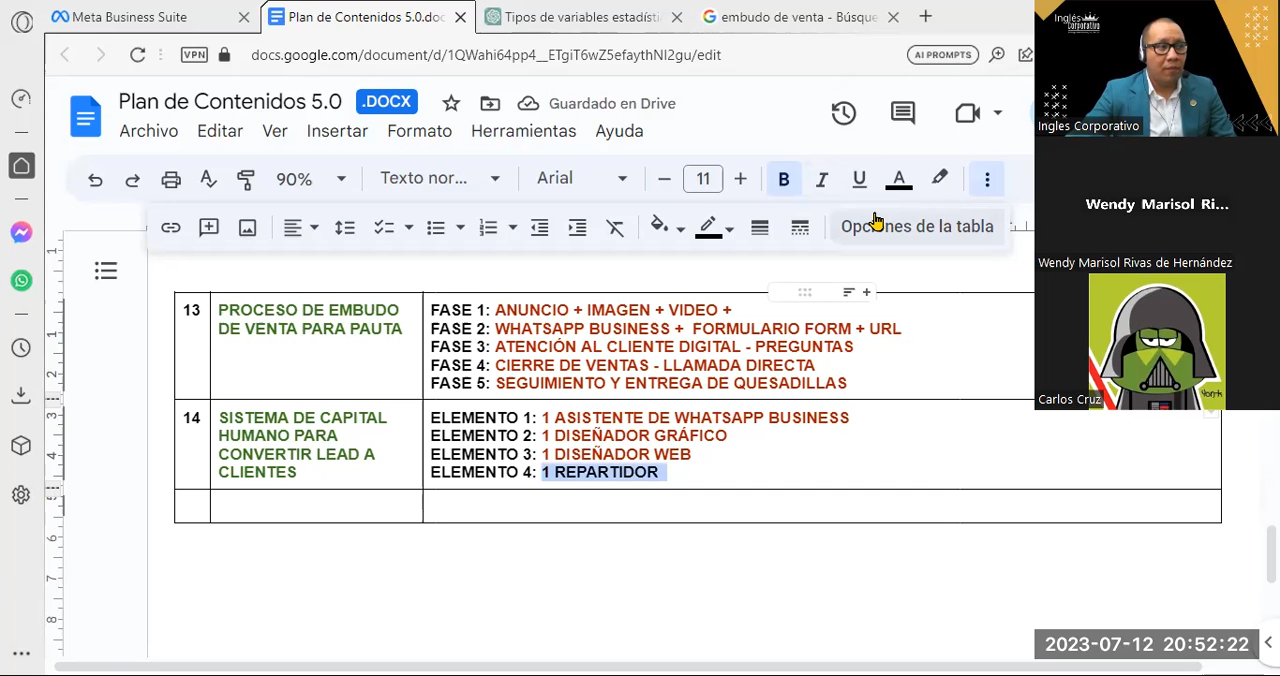 Meta Business Suite
Plan de Contenidos 5.0.doc
Tipos de variables estadísti
embudo de venta - Búsque
VPN
docs.google.com/document/d/1QWahi64pp4__ETgiT6wZ5efaythNl2gu/edit
AI PROMPTS
Plan de Contenidos 5.0
.DOCX
Guardado en Drive
Archivo Editar Ver Insertar Formato Herramientas Ayuda
90% Texto nor... Arial 11 B I U A
Opciones de la tabla
13
PROCESO DE EMBUDO
DE VENTA PARA PAUTA
FASE 1: ANUNCIO + IMAGEN + VIDEO +
FASE 2: WHATSAPP BUSINESS + FORMULARIO FORM + URL
FASE 3: ATENCIÓN AL CLIENTE DIGITAL - PREGUNTAS
FASE 4: CIERRE DE VENTAS - LLAMADA DIRECTA
FASE 5: SEGUIMIENTO Y ENTREGA DE QUESADILLAS
14
SISTEMA DE CAPITAL
HUMANO PARA
CONVERTIR LEAD A
CLIENTES
ELEMENTO 1: 1 ASISTENTE DE WHATSAPP BUSINESS
ELEMENTO 2: 1 DISEÑADOR GRÁFICO
ELEMENTO 3: 1 DISEÑADOR WEB
ELEMENTO 4: 1 REPARTIDOR
Inglés
Corporativo
Ingles Corporativo
Wendy Marisol Ri...
Wendy Marisol Rivas de Hernández
Carlos Cruz
2023-07-12 20:52:22